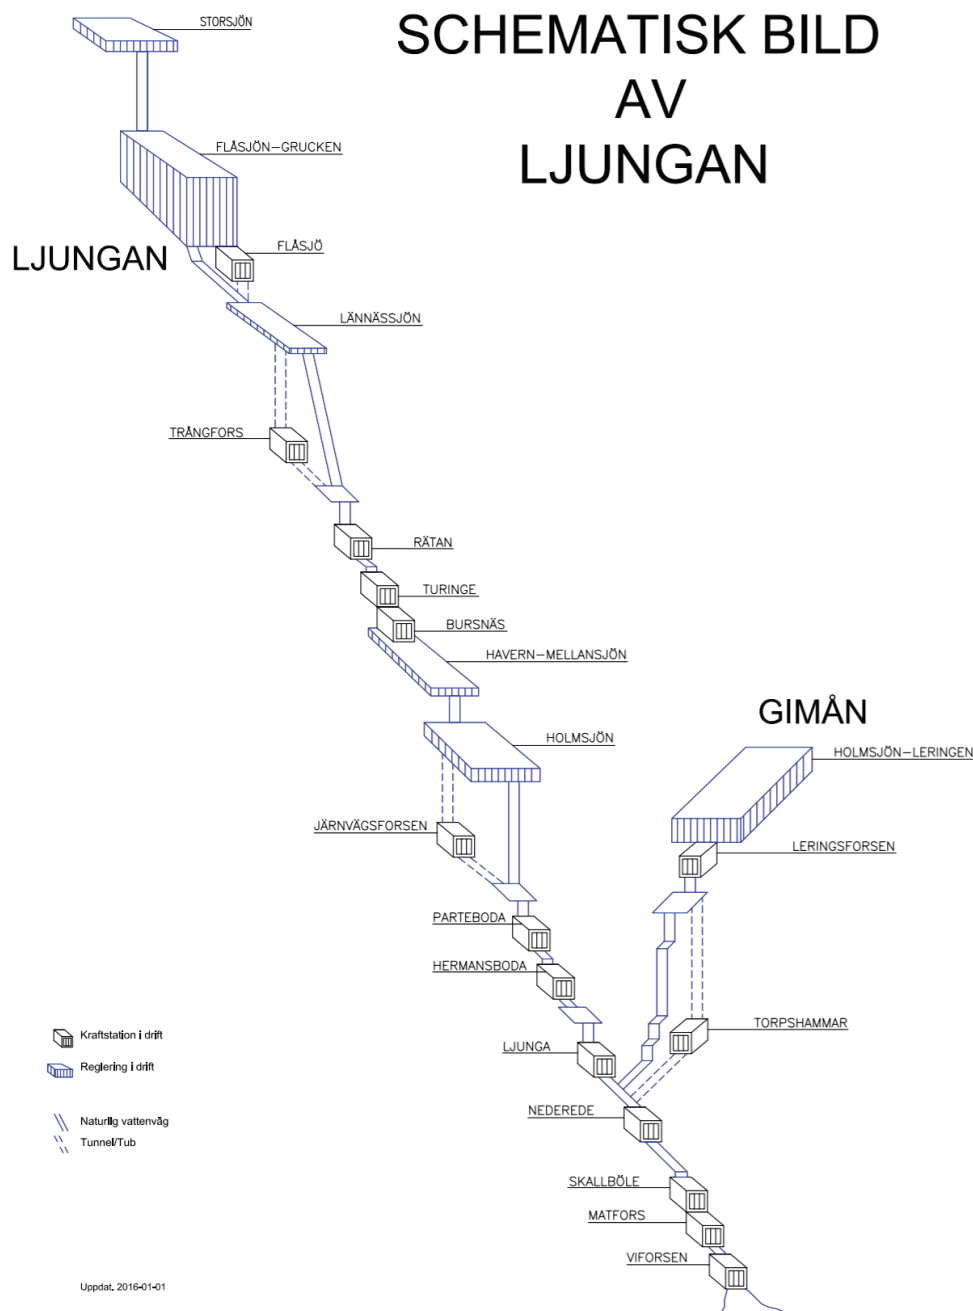 SCHEMATISK BILD
AV
LJUNGAN
STORSJÖN
FLÅSJÖN-GRUCKEN
LJUNGAN
FLÅSJÖ
LÄNNÄSSJÖN
TRÅNGFORS
RÄTAN
TURINGE
BURSNÄS
HAVERN-MELLANSJÖN
GIMÅN
HOLMSJÖN
HOLMSJÖN-LERINGEN
JÄRNVÄGSFORSEN
LERINGSFORSEN
PARTEBODA
HERMANSBODA
TORPSHAMMAR
LJUNGA
NEDEREDE
SKALLBÖLE
MATFORS
VIFORSEN
Kraftstation i drift
Reglering i drift
Naturlig vattenväg
Tunnel/Tub
Uppdat. 2016-01-01